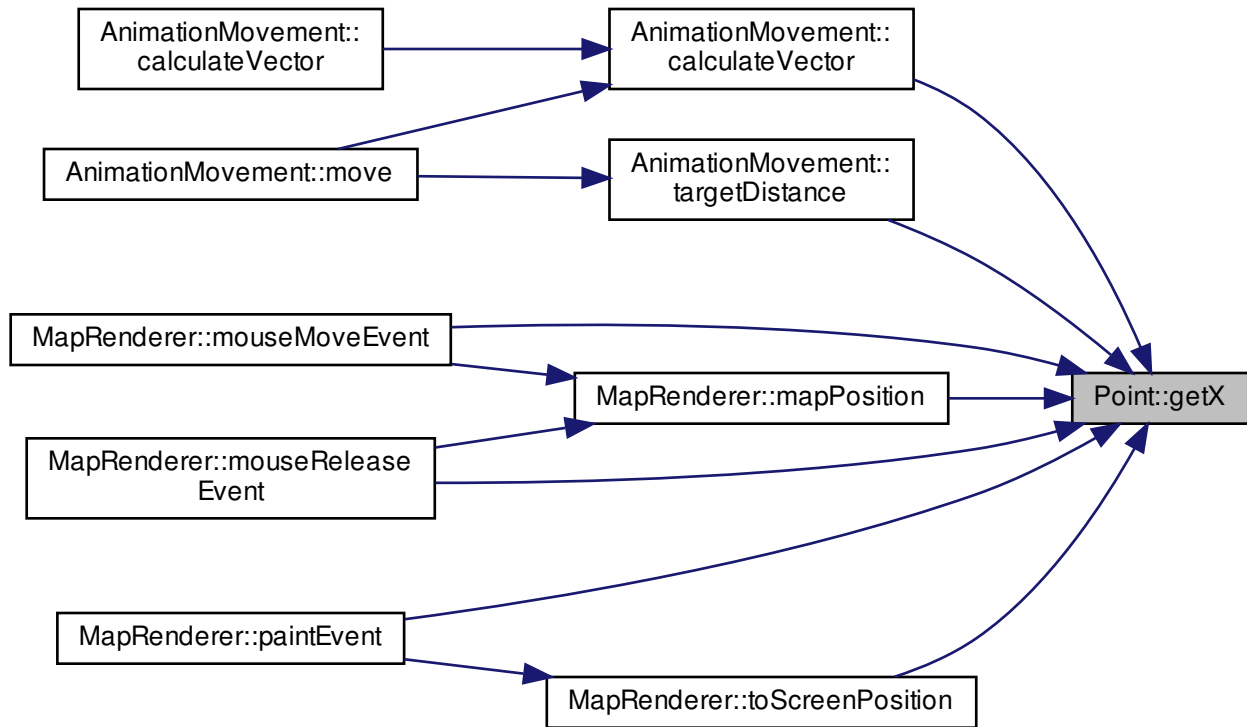 AnimationMovement::
calculateVector
AnimationMovement::
calculateVector
AnimationMovement::move
AnimationMovement::
targetDistance
MapRenderer::mouseMoveEvent
MapRenderer::mapPosition
Point::getX
MapRenderer::mouseRelease
Event
MapRenderer::paintEvent
MapRenderer::toScreenPosition